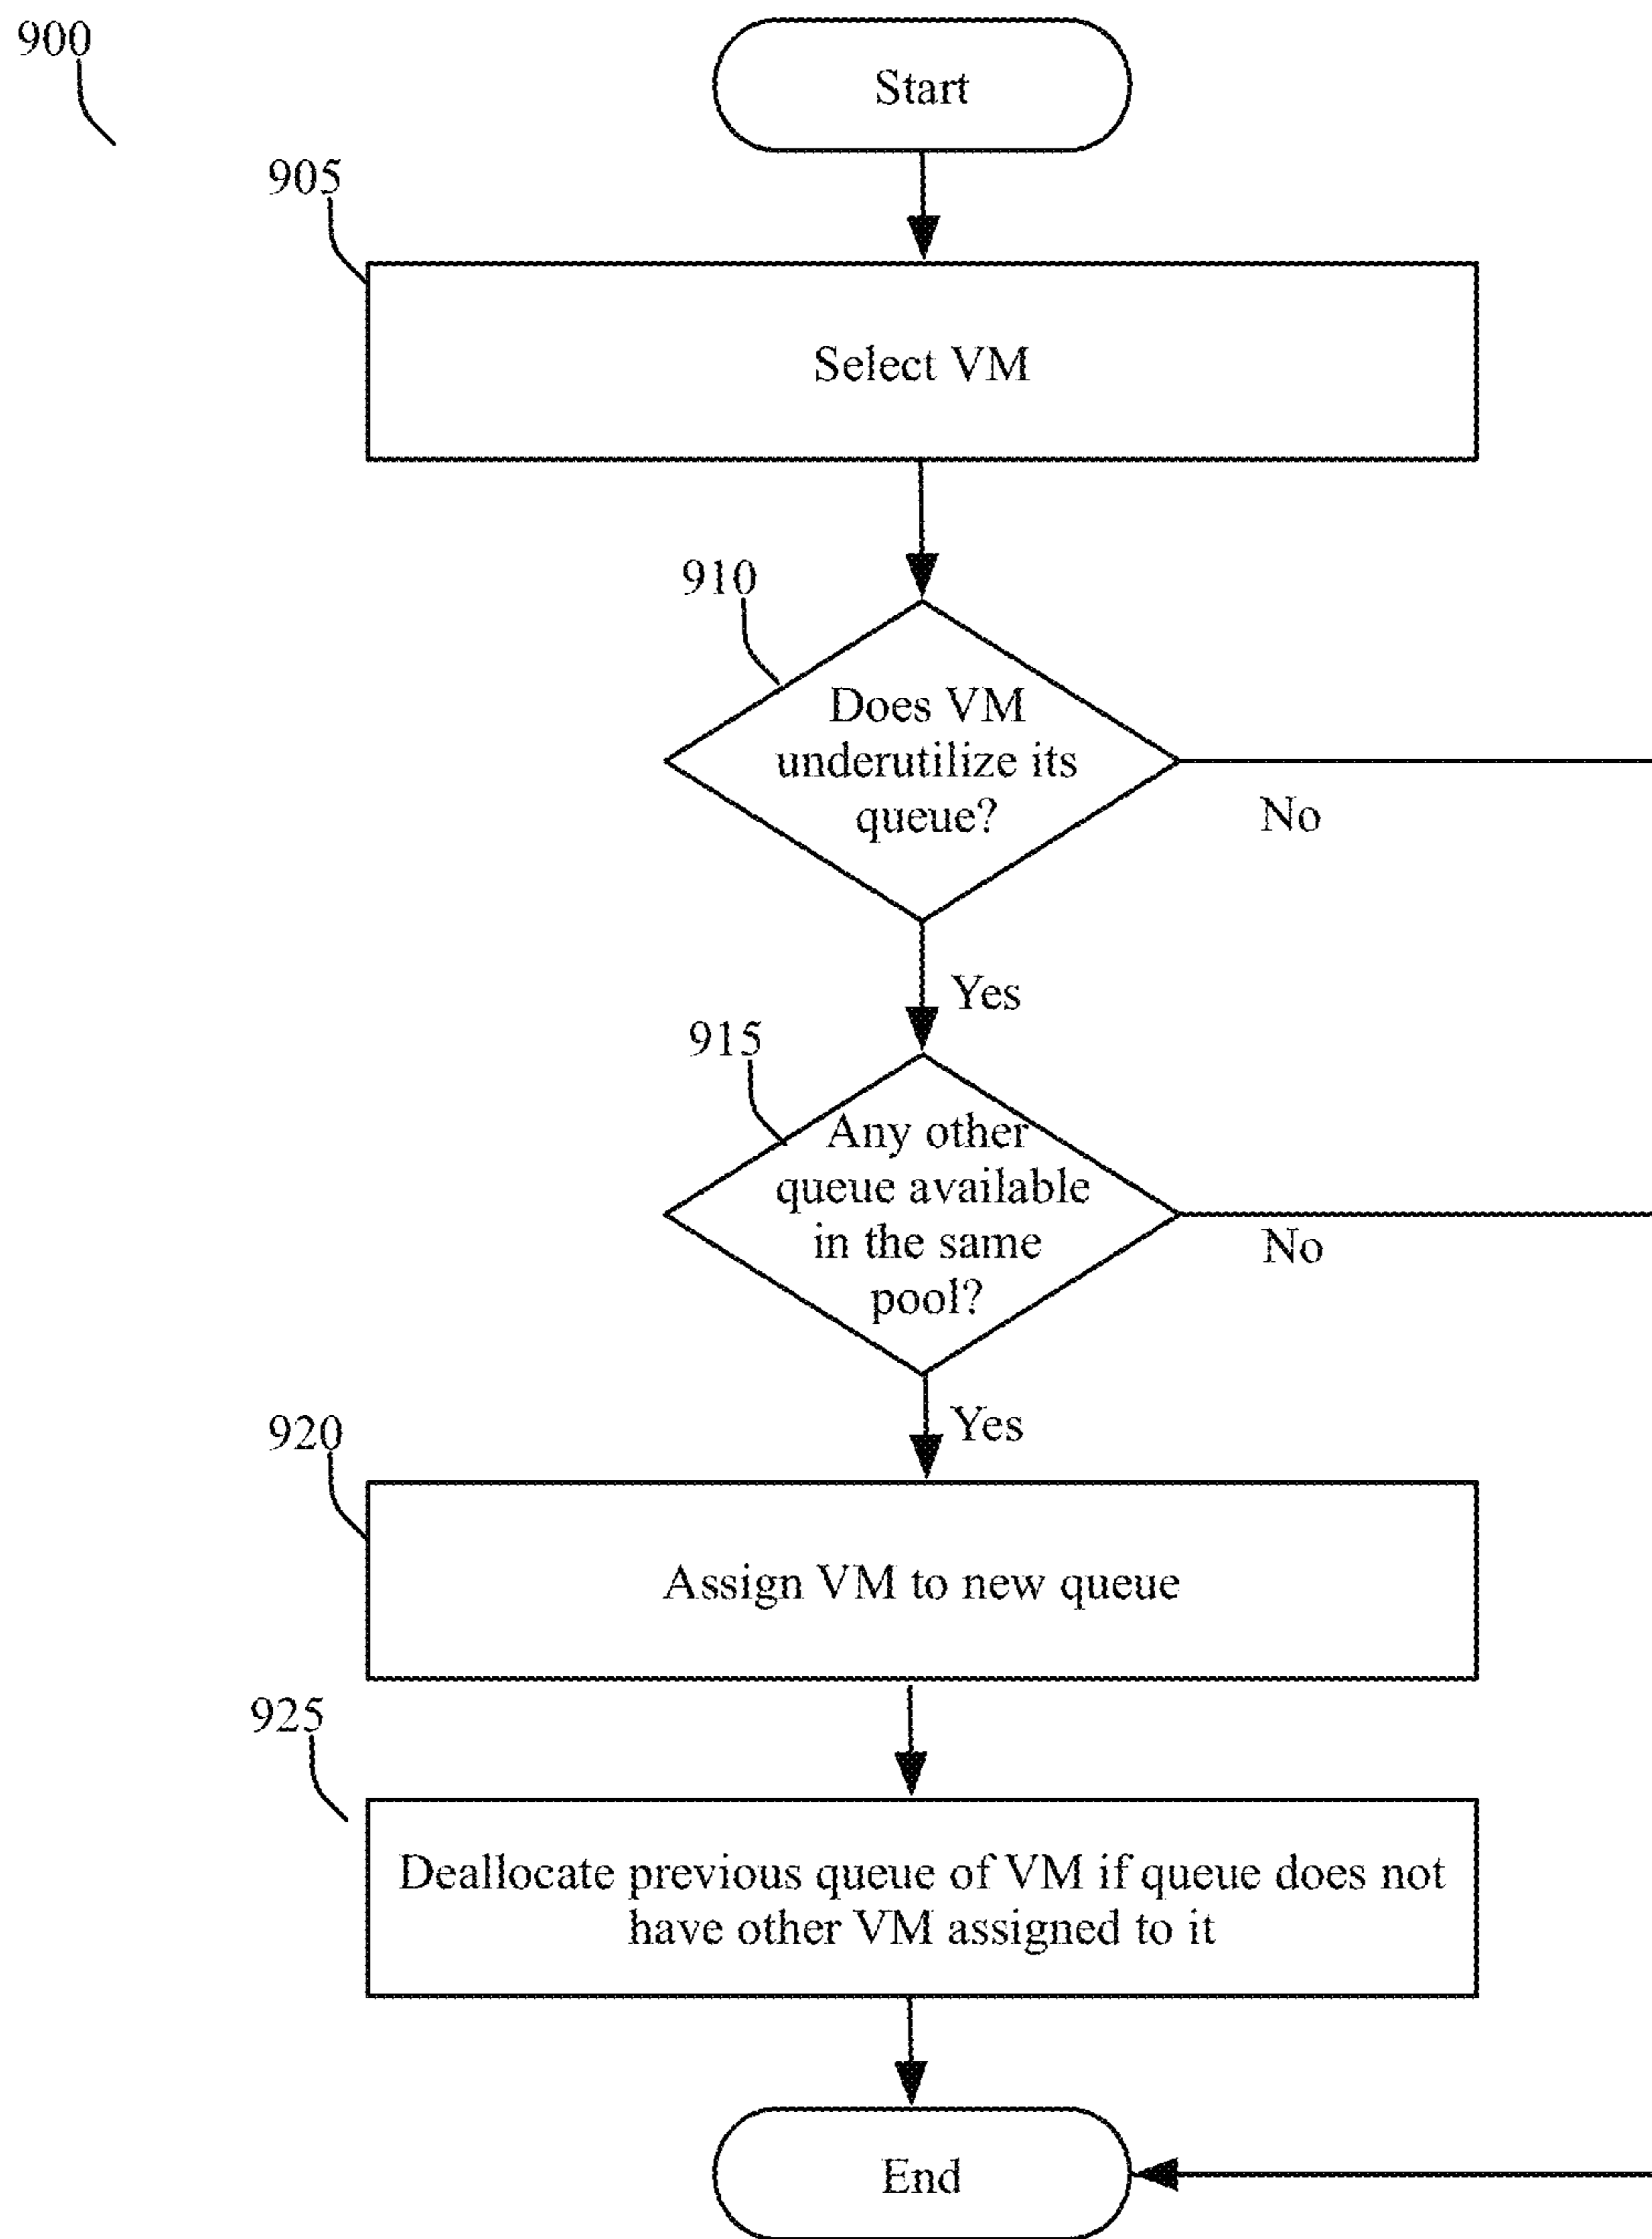 900
Start
905
Select VM
910
Does VM
underutilize its
queue?
No
Yes
915
Any other
queue available
in the same
pool?
No
Yes
920
Assign VM to new queue
925
Deallocate previous queue of VM if queue does not
have other VM assigned to it
End